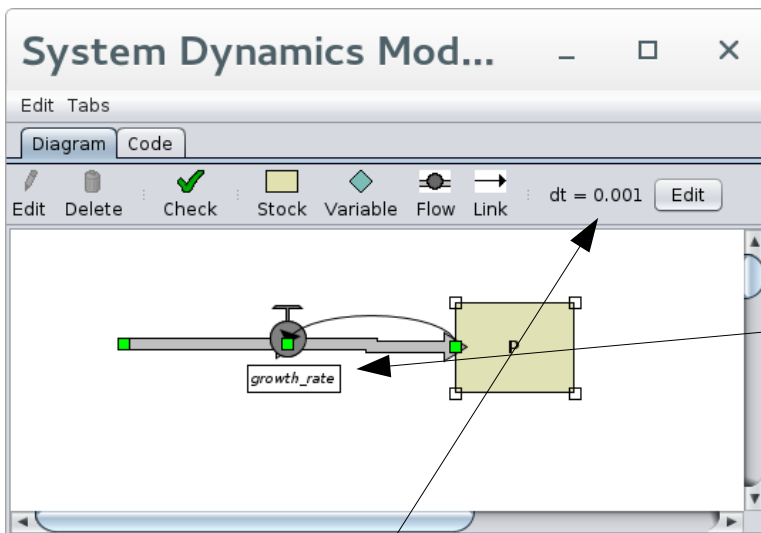 System Dynamics Mod...
Edit Tabs
Diagram Code
Edit Delete Check Stock Variable Flow Link dt = 0.001 Edit
P
growth_rate